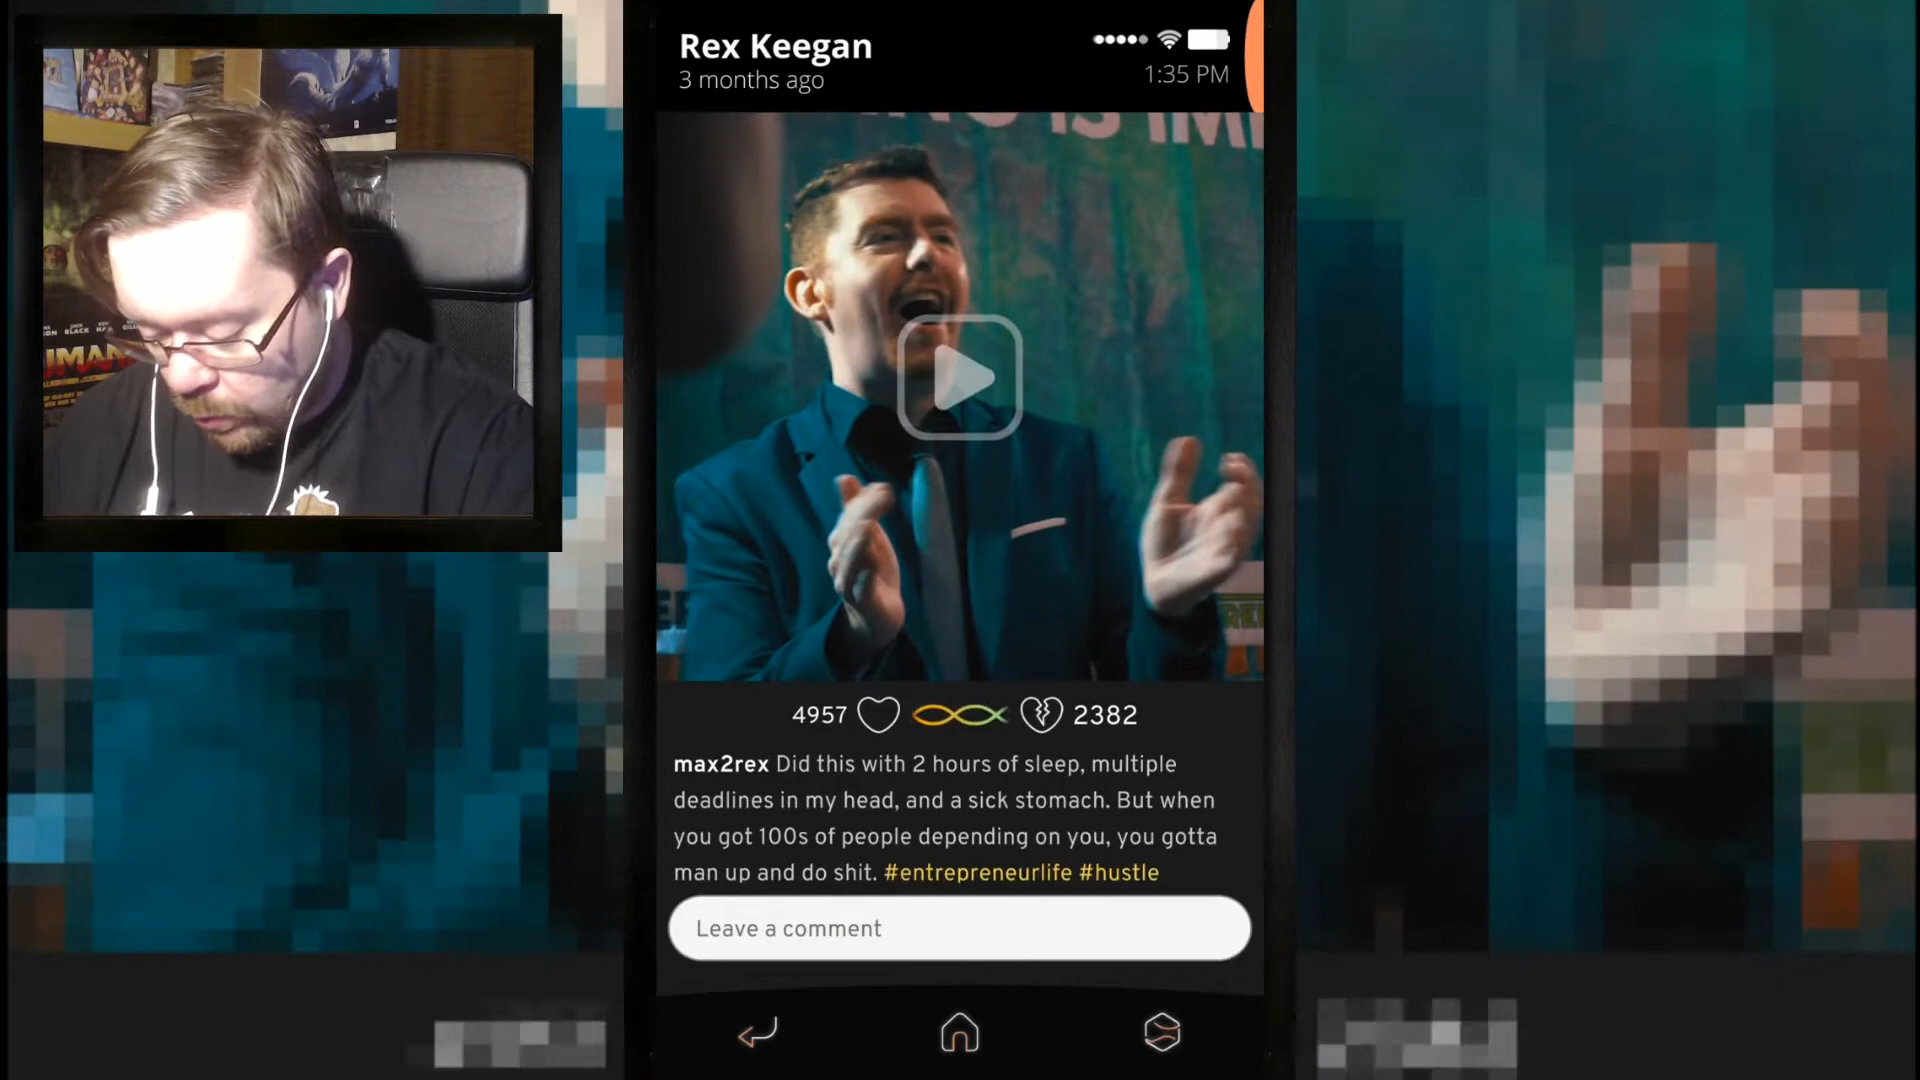 Rex Keegan
3 months ago
1:35 PM
4957
2382
max2rex Did this with 2 hours of sleep, multiple
deadlines in my head, and a sick stomach. But when
you got 100s of people depending on you, you gotta
man up and do shit. #entrepreneurlife #hustle
Leave a comment
JACK
BLACK